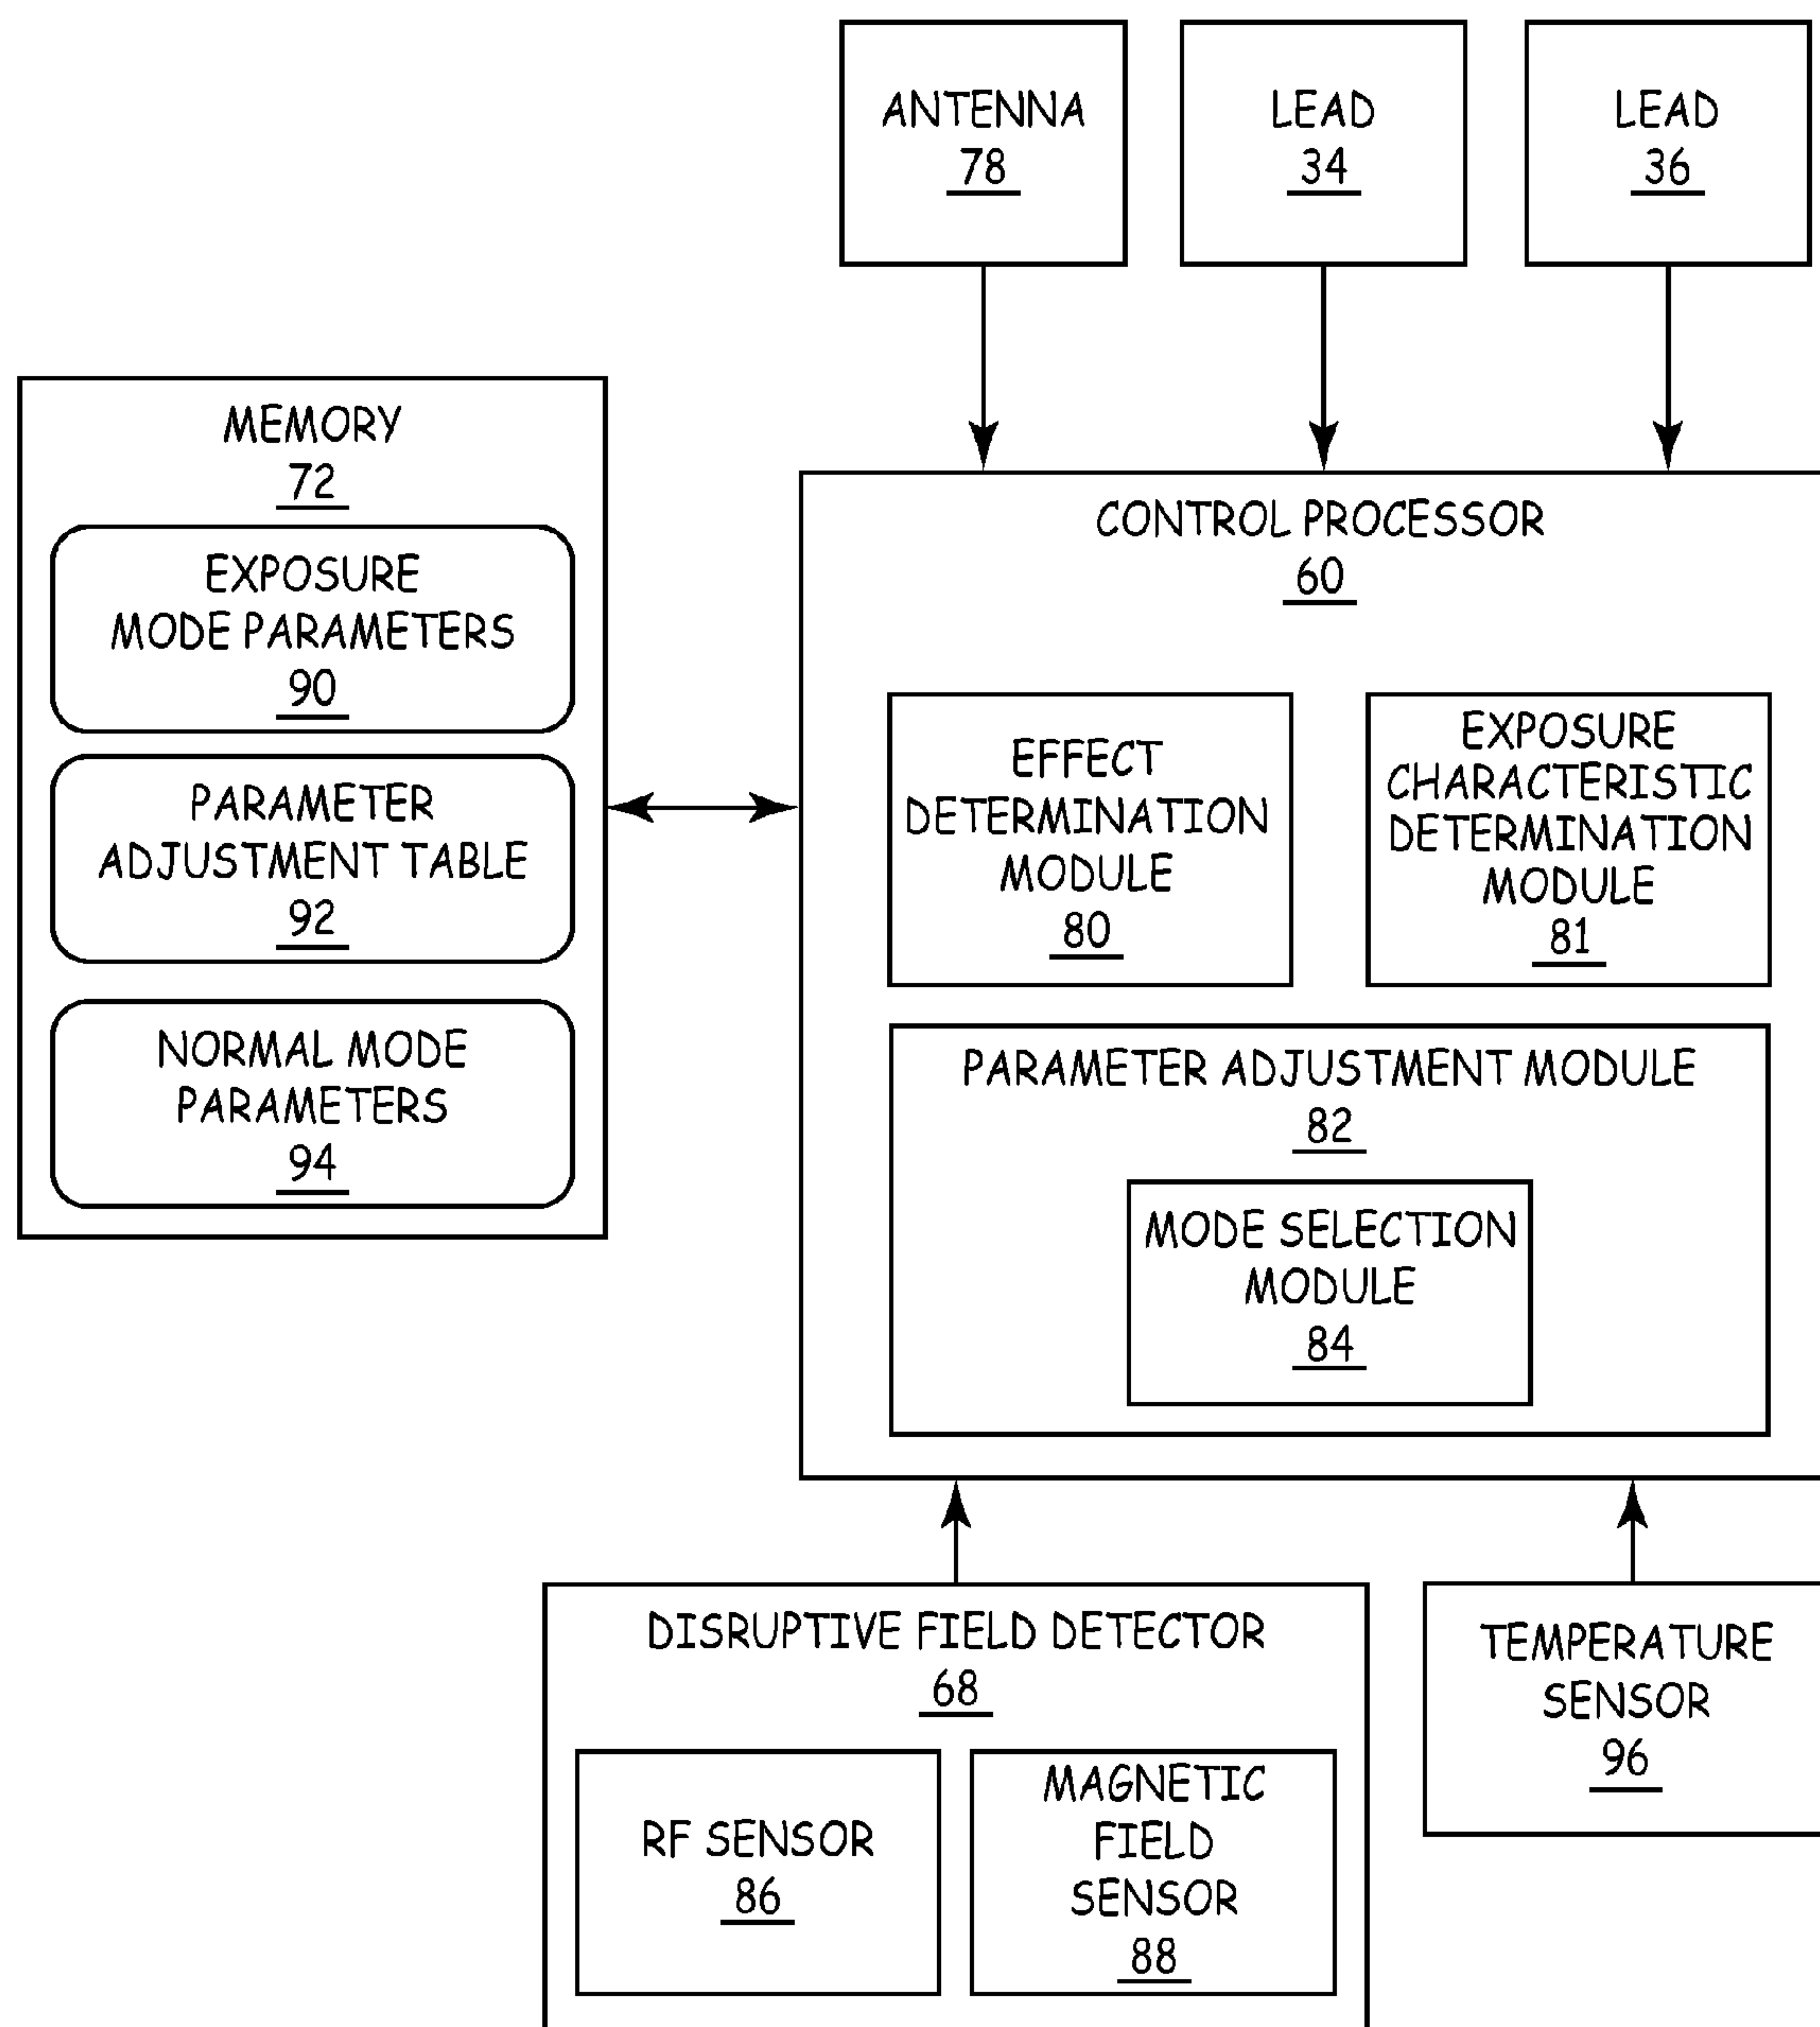 ANTENNA
78
LEAD
34
LEAD
36
MEMORY
72
EXPOSURE
MODE PARAMETERS
90
PARAMETER
ADJUSTMENT TABLE
92
NORMAL MODE
PARAMETERS
94
CONTROL PROCESSOR
60
EFFECT
DETERMINATION
MODULE
80
EXPOSURE
CHARACTERISTIC
DETERMINATION
MODULE
81
PARAMETER ADJUSTMENT MODULE
82
MODE SELECTION
MODULE
84
DISRUPTIVE FIELD DETECTOR
68
RF SENSOR
86
MAGNETIC
FIELD
SENSOR
88
TEMPERATURE
SENSOR
96